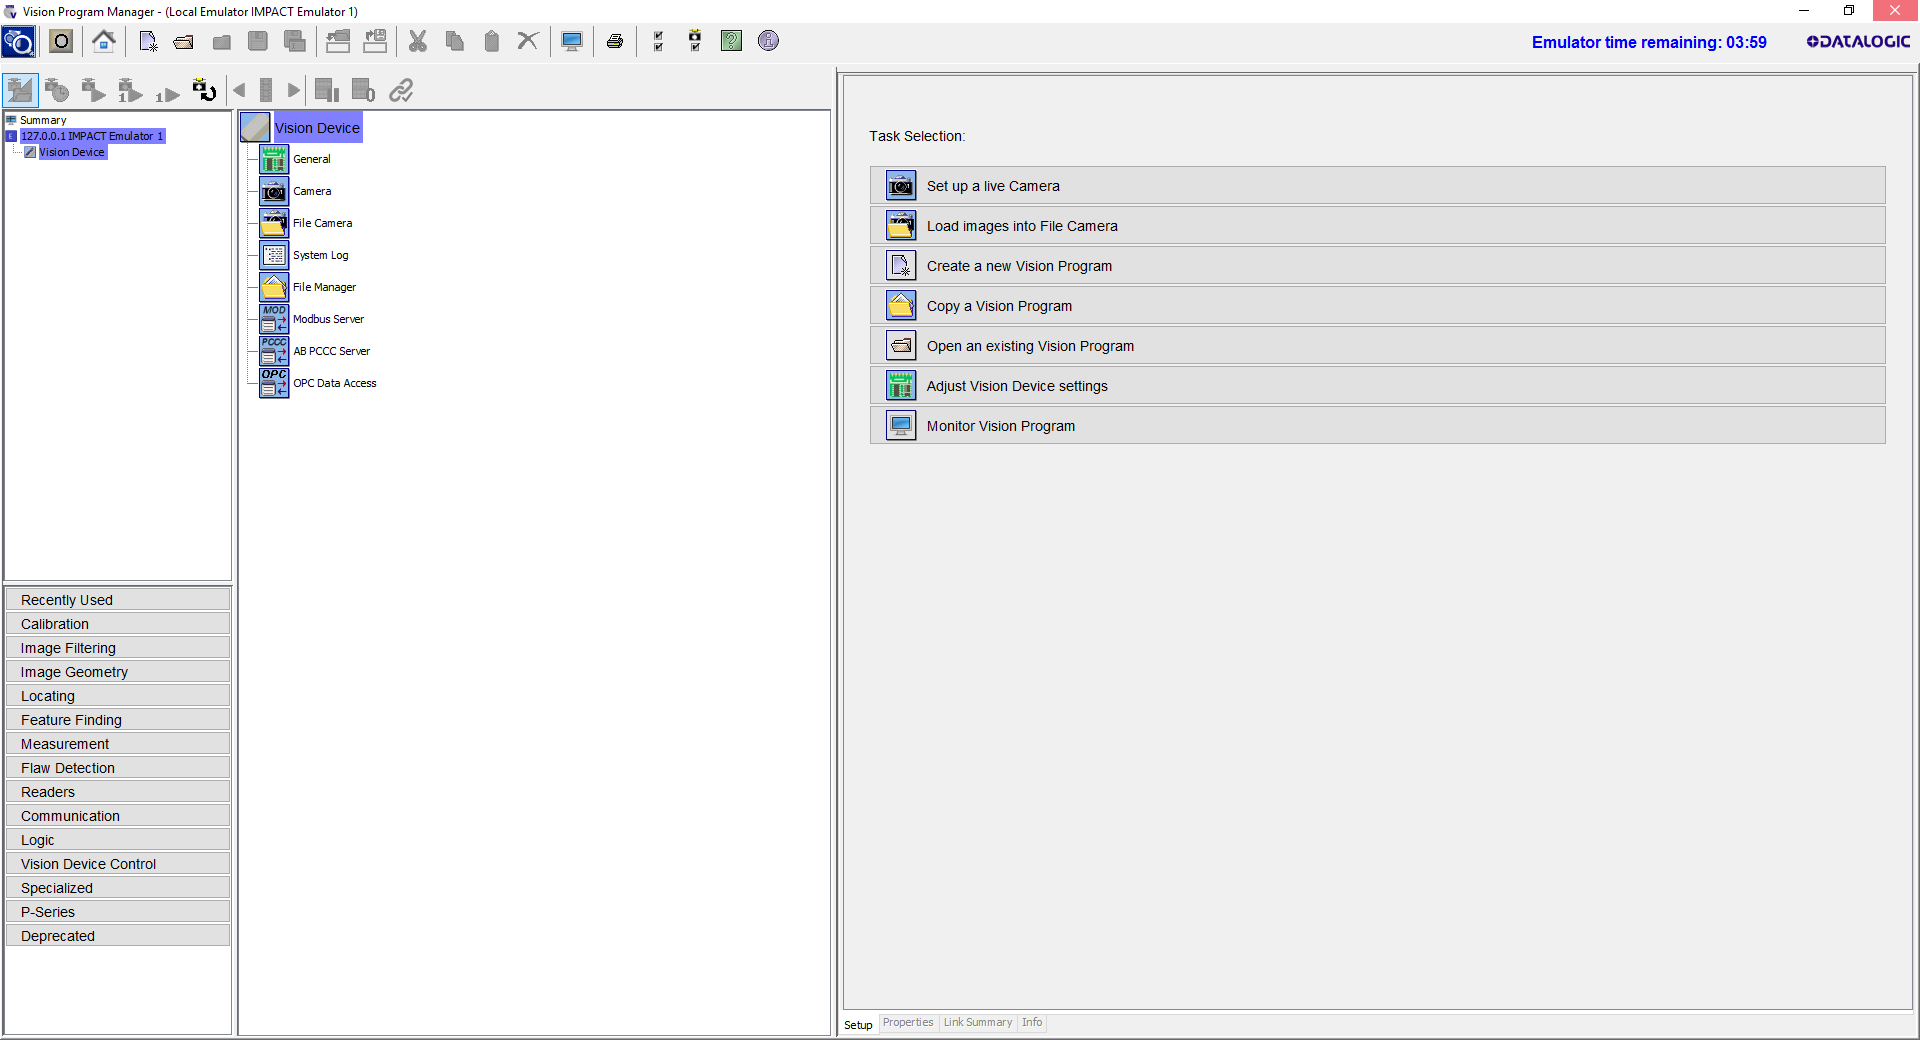 Vision Program Manager - (Local Emulator IMPACT Emulator 1)
O
Emulator time remaining: 03:59
DATALOGIC
Summary
127.0.0.1 IMPACT Emulator 1
Vision Device
Vision Device
General
Camera
File Camera
System Log
File Manager
MOD
Modbus Server
PCCC
AB PCCC Server
OPC
OPC Data Access
Recently Used
Calibration
Image Filtering
Image Geometry
Locating
Feature Finding
Measurement
Flaw Detection
Readers
Communication
Logic
Vision Device Control
Specialized
P-Series
Deprecated
Task Selection:
Set up a live Camera
Load images into File Camera
Create a new Vision Program
Copy a Vision Program
Open an existing Vision Program
Adjust Vision Device settings
Monitor Vision Program
Setup Properties Link Summary Info